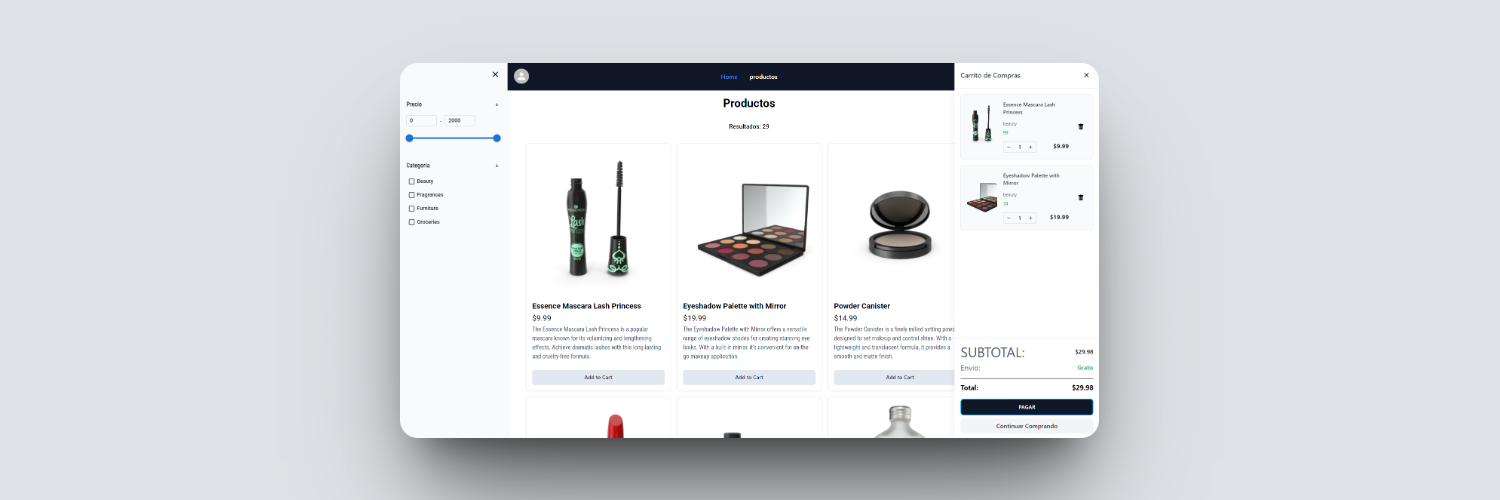 Precio
0 - 2000
Categoria
Beauty
Fragrences
Furniture
Groceries
Home productos
Productos
Resultados: 29
Essence Mascara Lash Princess
$9.99
The Essence Mascara Lash Princess is a popular
mascara known for its volumizing and lengthening
effects. Achieve dramatic lashes with this long-lasting
and cruelty-free formula.
Add to Cart
Eyeshadow Palette with Mirror
$19.99
The Eyeshadow Palette with Mirror offers a versatile
range of eyeshadow shades for creating stunning eye
looks. With a built-in mirror, it's convenient for on-the-
go makeup application.
Add to Cart
Powder Canister
$14.99
The Powder Canister is a finely milled setting powd
designed to set makeup and control shine. With a
lightweight and translucent formula, it provides a
smooth and matte finish.
Add to Cart
Carrito de Compras
Essence Mascara Lash
Princess
beauty
- 1 +
$9.99
Eyeshadow Palette with
Mirror
beauty
- 1 +
$19.99
SUBTOTAL: $29.98
Envío: Gratis
Total: $29.98
PAGAR
Continuar Comprando